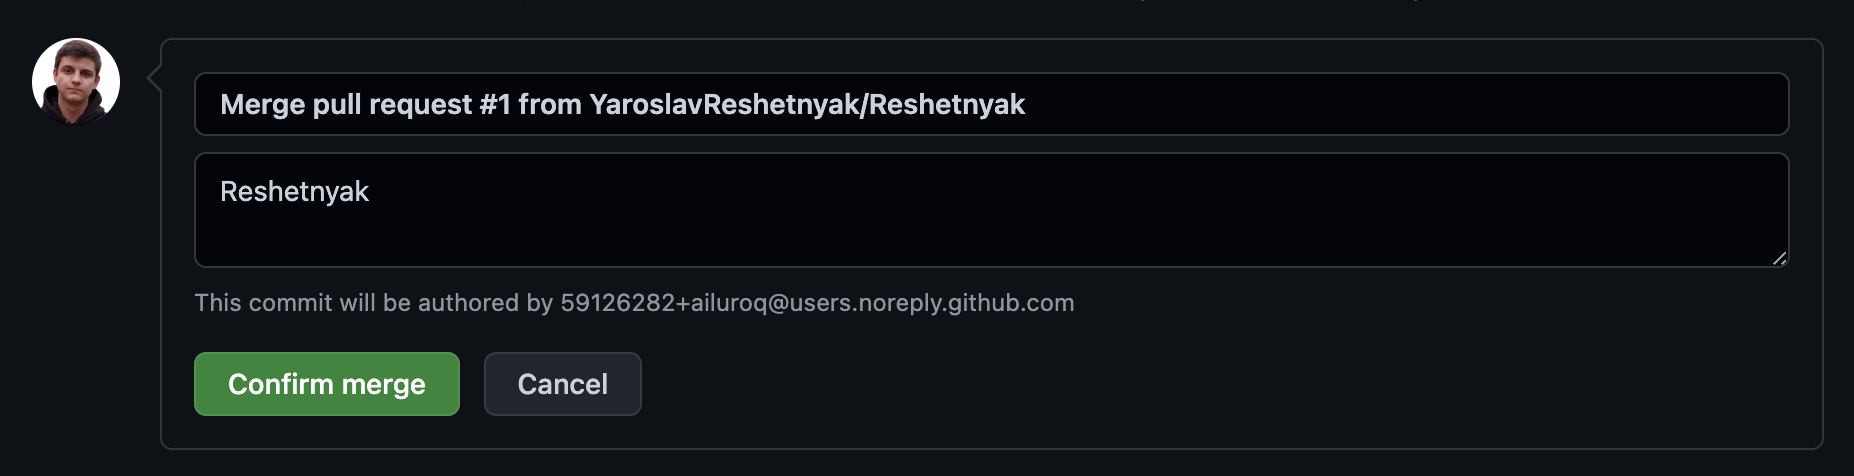 Merge pull request #1 from YaroslavReshetnyak/Reshetnyak
Reshetnyak
This commit will be authored by 59126282+ailuroq@users.noreply.github.com
Confirm merge
Cancel